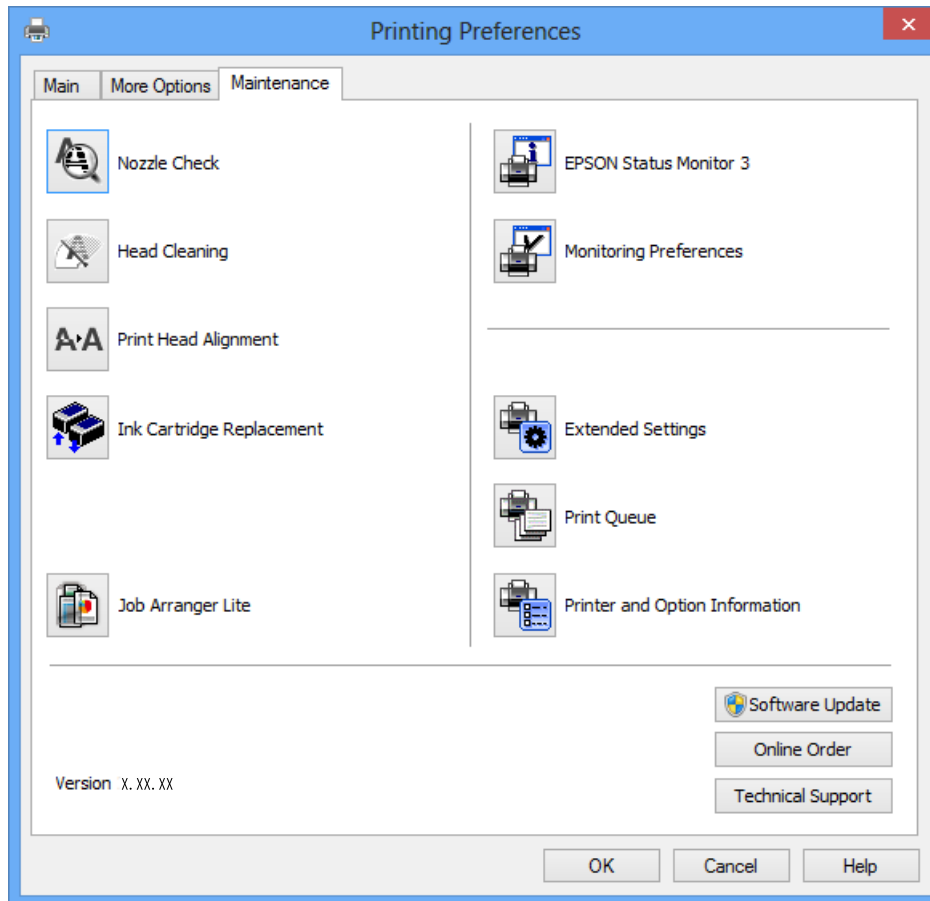 Printing Preferences
Main
More Options
Maintenance
Nozzle Check
Head Cleaning
A A Print Head Alignment
Ink Cartridge Replacement
Job Arranger Lite
EPSON Status Monitor 3
Monitoring Preferences
Extended Settings
Print Queue
Printer and Option Information
Software Update
Online Order
Version X.XX.XX
Technical Support
OK
Cancel
Help